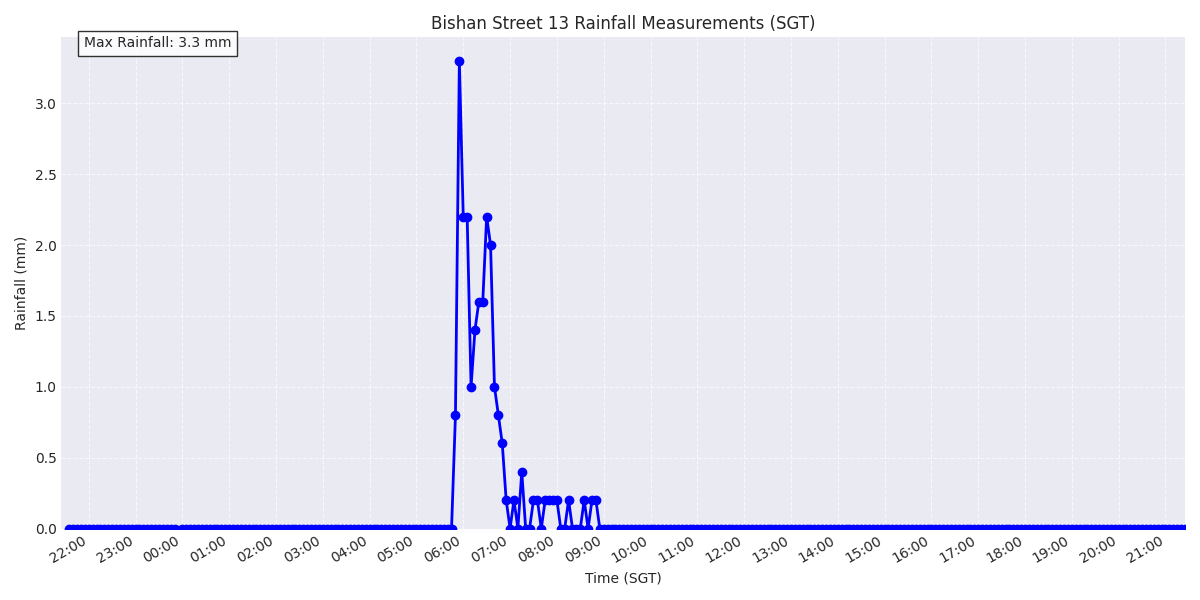 Bishan Street 13 Rainfall Measurements (SGT)
Max Rainfall: 3.3 mm
Rainfall (mm)
3.0
2.5
2.0
1.5
1.0
0.5
0.0
22:00 23:00 00:00 01:00 02:00 03:00 04:00 05:00 06:00 07:00 08:00 09:00 10:00 11:00 12:00 13:00 14:00 15:00 16:00 17:00 18:00 19:00 20:00 21:00
Time (SGT)